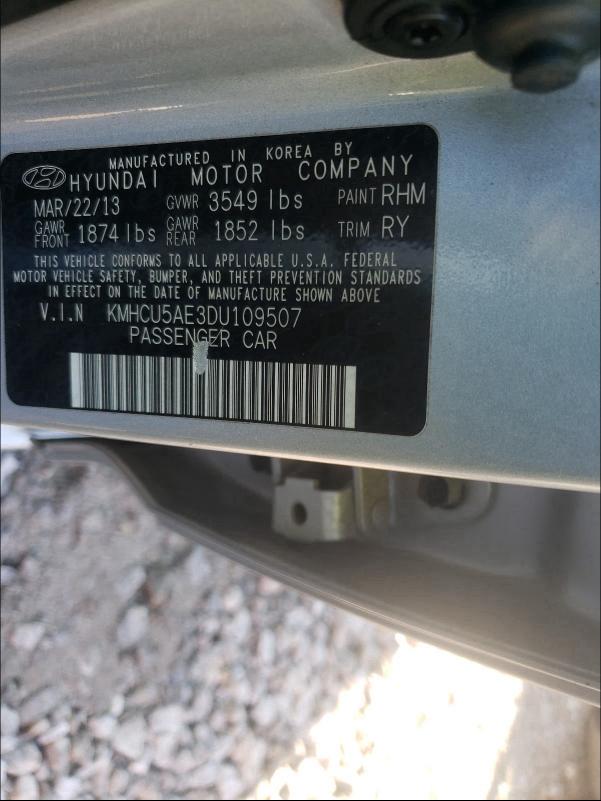 MANUFACTURED IN KOREA BY
HYUNDAI MOTOR COMPANY
MAR/22/13 GVWR 3549 lbs PAINT RHM
GAWR FRONT 1874 lbs GAWR REAR 1852 lbs TRIM RY
THIS VEHICLE CONFORMS TO ALL APPLICABLE U.S.A. FEDERAL
MOTOR VEHICLE SAFETY, BUMPER, AND THEFT PREVENTION STANDARDS
IN EFFECT ON THE DATE OF MANUFACTURE SHOWN ABOVE
V.I.N KMHCU5AE3DU109507
PASSENGER CAR